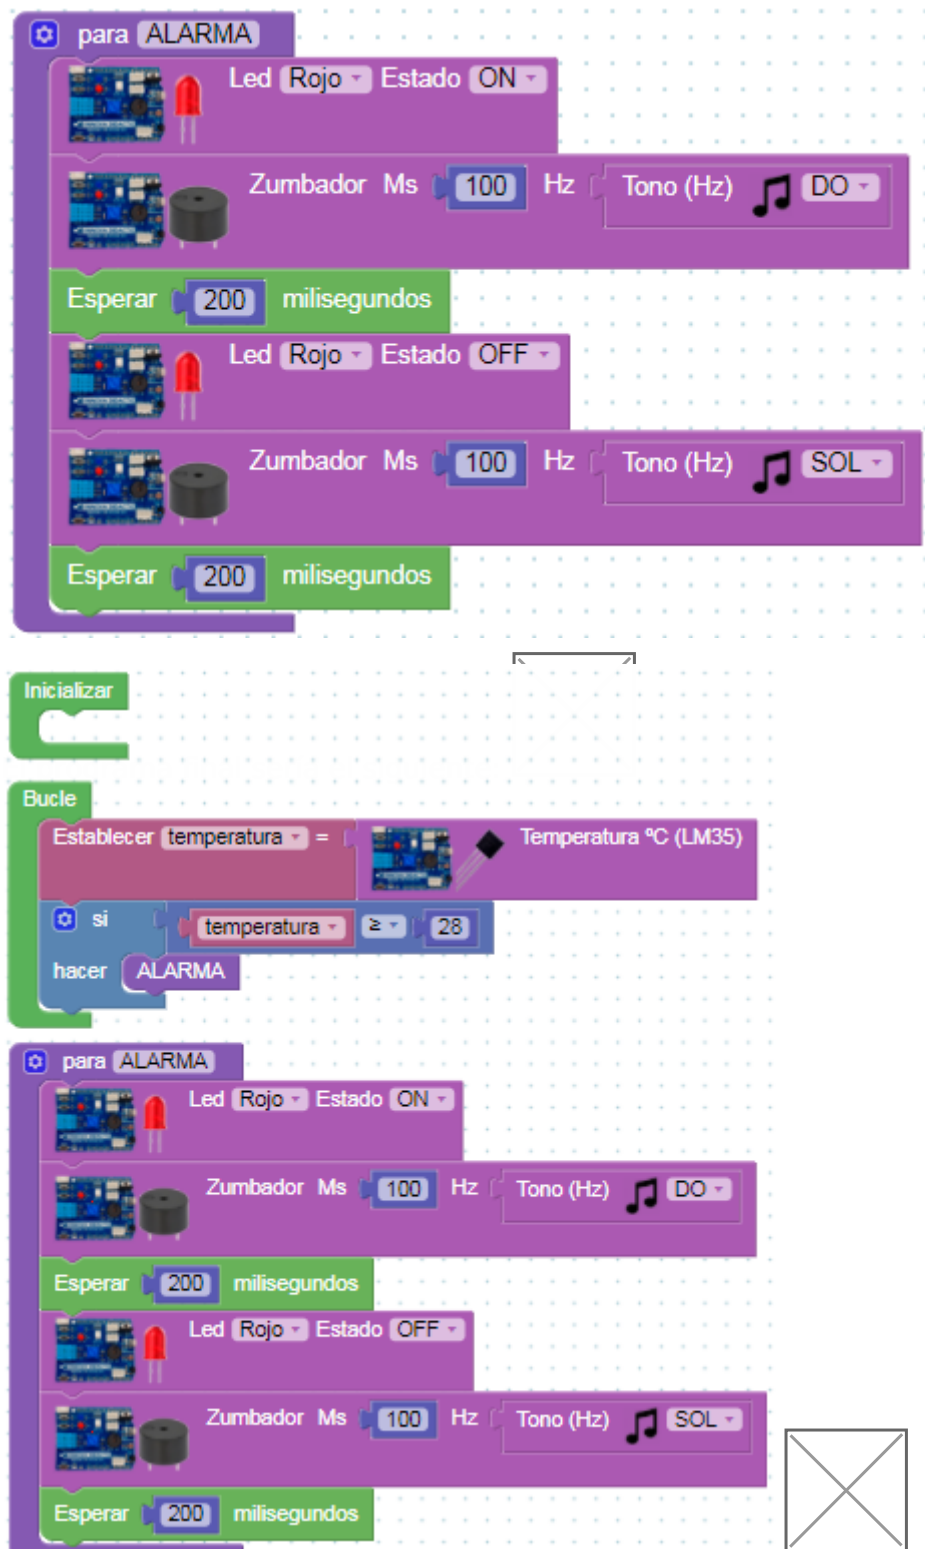 para ALARMA
Led Rojo Estado ON
Zumbador Ms 100 Hz Tono (Hz) DO
Esperar 200 milisegundos
Led Rojo Estado OFF
Zumbador Ms 100 Hz Tono (Hz) SOL
Esperar 200 milisegundos
Inicializar
Bucle
Establecer temperatura = Temperatura ºC (LM35)
si temperatura ≥ 28
hacer ALARMA
para ALARMA
Led Rojo Estado ON
Zumbador Ms 100 Hz Tono (Hz) DO
Esperar 200 milisegundos
Led Rojo Estado OFF
Zumbador Ms 100 Hz Tono (Hz) SOL
Esperar 200 milisegundos